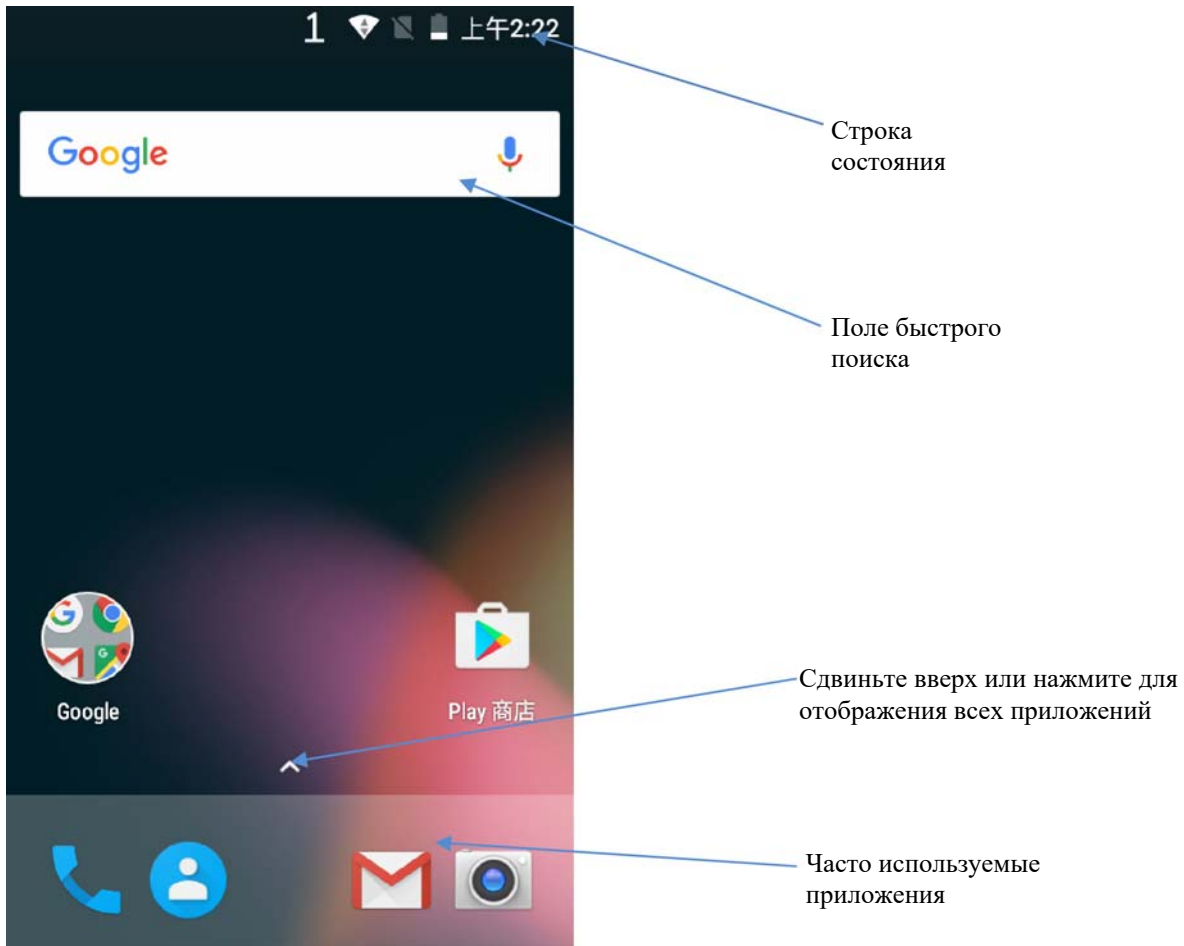 1 上午2:22
Строка
состояния
Google
Поле быстрого
поиска
Google
Play 商店
Сдвиньте вверх или нажмите для
отображения всех приложений
Часто используемые
приложения